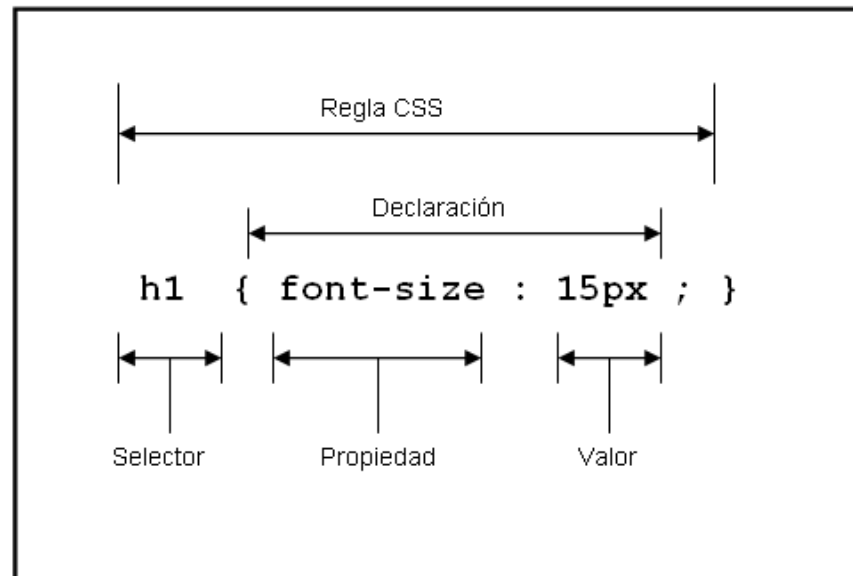 Regla CSS
Declaración
h1 { font-size : 15px ; }
Selector Propiedad Valor